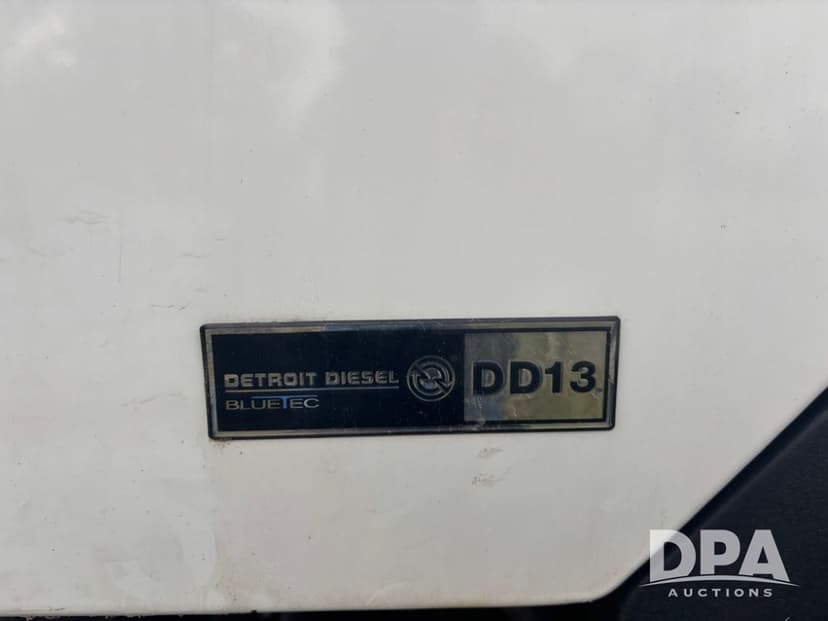 DETROIT DIESEL
BLUETEC
DD13
DPA
AUCTIONS